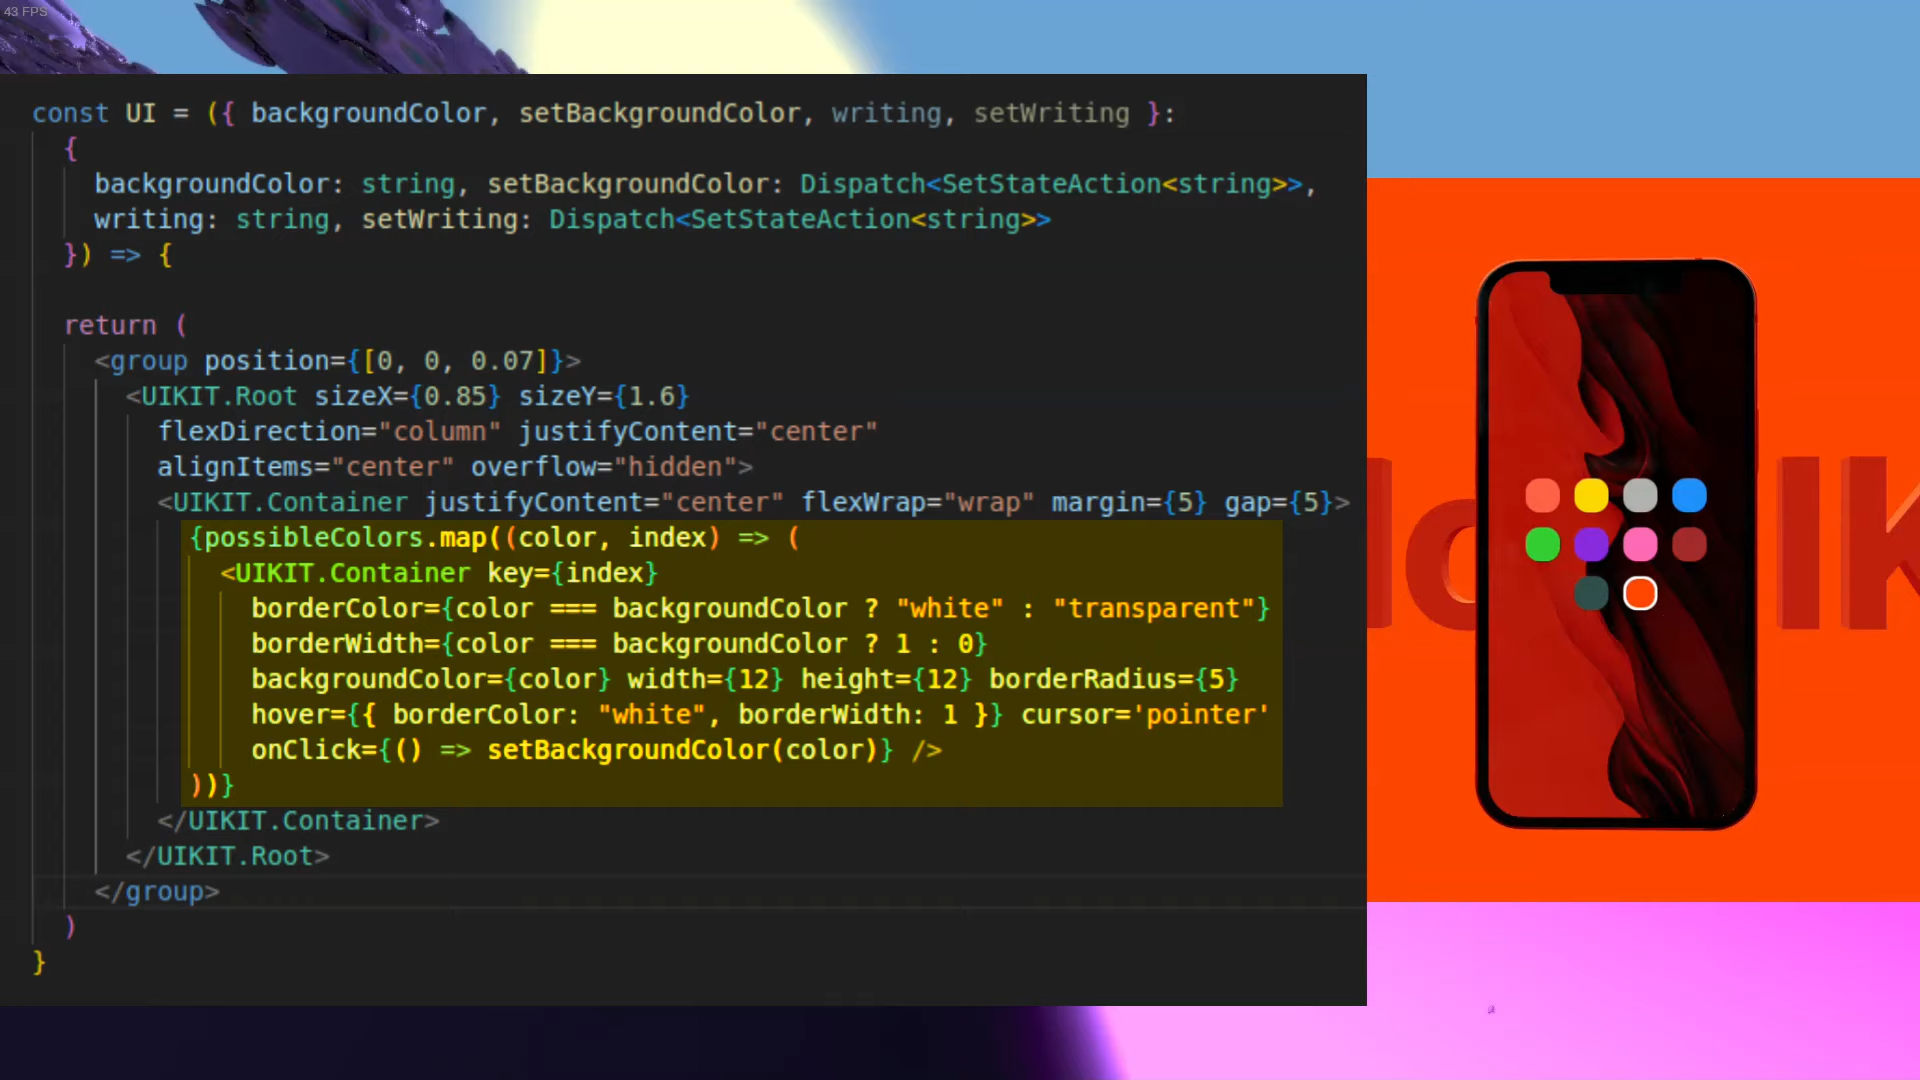 43 FPS
const UI = ({ backgroundColor, setBackgroundColor, writing, setWriting }:
{
backgroundColor: string, setBackgroundColor: Dispatch<SetStateAction<string>>,
writing: string, setWriting: Dispatch<SetStateAction<string>>
}) => {
return (
<group position={[0, 0, 0.07]}>
<UIKIT.Root sizeX={0.85} sizeY={1.6}
flexDirection="column" justifyContent="center"
alignItems="center" overflow="hidden">
<UIKIT.Container justifyContent="center" flexWrap="wrap" margin={5} gap={5}>
{possibleColors.map((color, index) => (
<UIKIT.Container key={index}
borderColor={color === backgroundColor ? "white" : "transparent"}
borderWidth={color === backgroundColor ? 1 : 0}
backgroundColor={color} width={12} height={12} borderRadius={5}
hover={{ borderColor: "white", borderWidth: 1 }} cursor='pointer'
onClick={() => setBackgroundColor(color)} />
))}
</UIKIT.Container>
</UIKIT.Root>
</group>
)
}